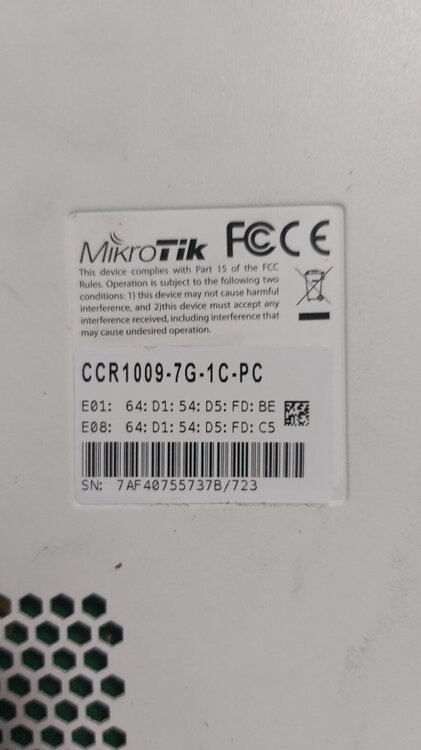 MikroTik FC CE
This device complies with Part 15 of the FCC
Rules. Operation is subject to the following two
conditions: 1) this device may not cause harmful
interference, and 2)this device must accept any
interference received, including interference that
may cause undesired operation.
CCR1009-7G-1C-PC
E01: 64:D1:54:D5:FD:BE
E08: 64:D1:54:D5:FD:C5
SN: 7AF40755737B/723